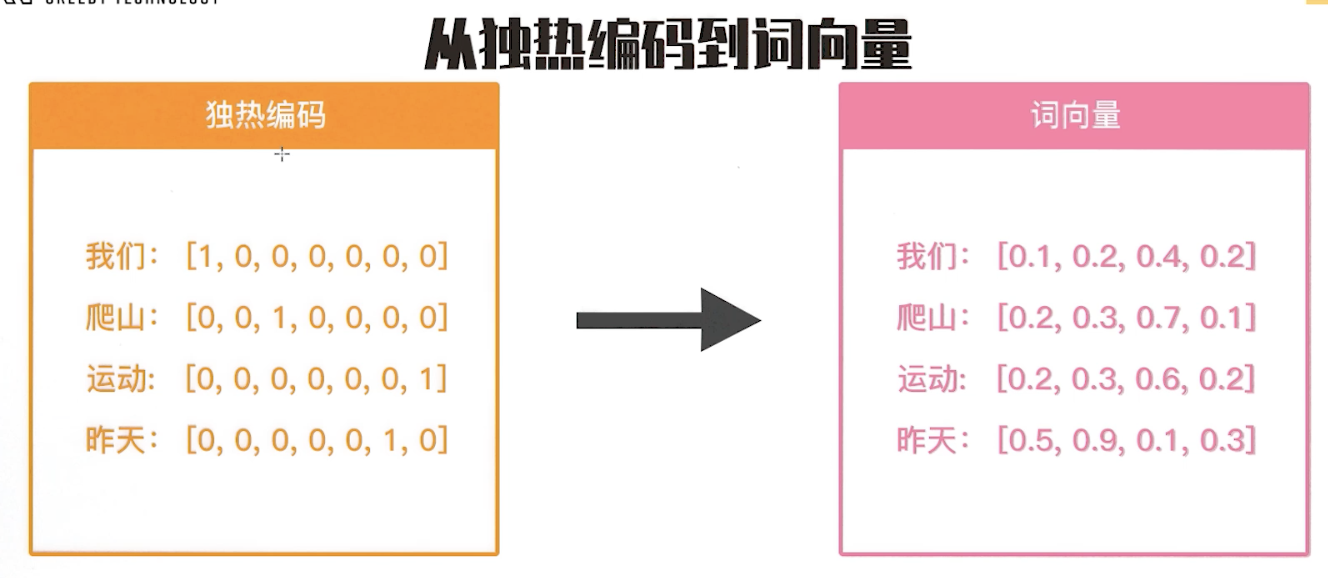 GREEDY TECHNOLOGY
从独热编码到词向量
独热编码
我们: [1, 0, 0, 0, 0, 0, 0]
爬山: [0, 0, 1, 0, 0, 0, 0]
运动: [0, 0, 0, 0, 0, 0, 1]
昨天: [0, 0, 0, 0, 0, 1, 0]
词向量
我们: [0.1, 0.2, 0.4, 0.2]
爬山: [0.2, 0.3, 0.7, 0.1]
运动: [0.2, 0.3, 0.6, 0.2]
昨天: [0.5, 0.9, 0.1, 0.3]